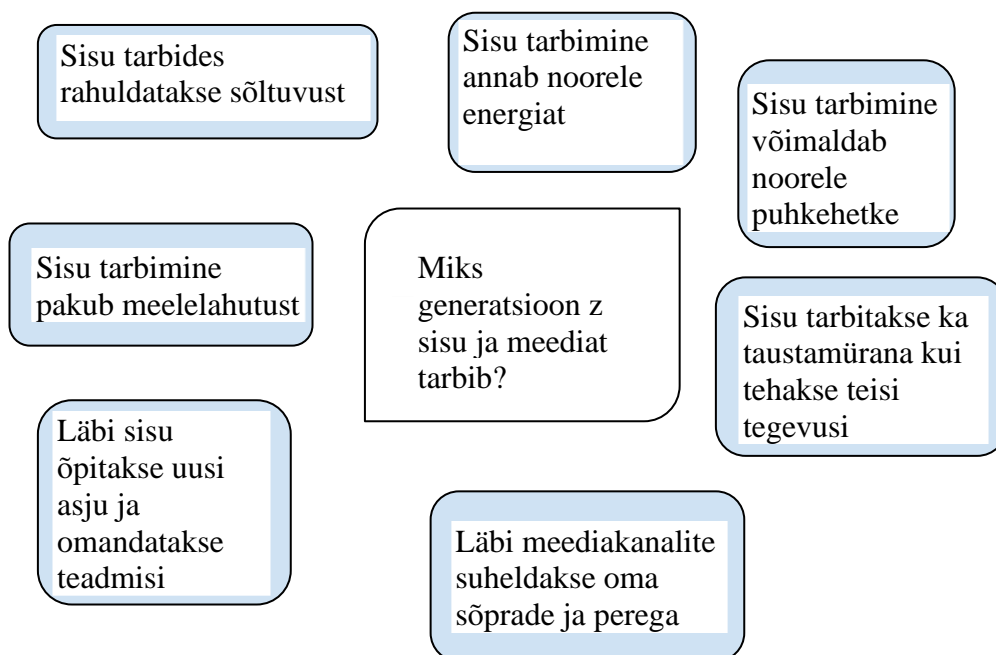 Sisu tarbides
rahuldatakse sõltuvust
Sisu tarbimine
annab noorele
energiat
Sisu tarbimine
võimaldab
noorele
puhkehetke
Sisu tarbimine
pakub meelelahutust
Miks
generatsioon z
sisu ja meediat
tarbib?
Sisu tarbitakse ka
taustamürana kui
tehakse teisi
tegevusi
Läbi sisu
õpitakse uusi
asju ja
omandatakse
teadmisi
Läbi meediakanalite
suheldakse oma
sõprade ja perega